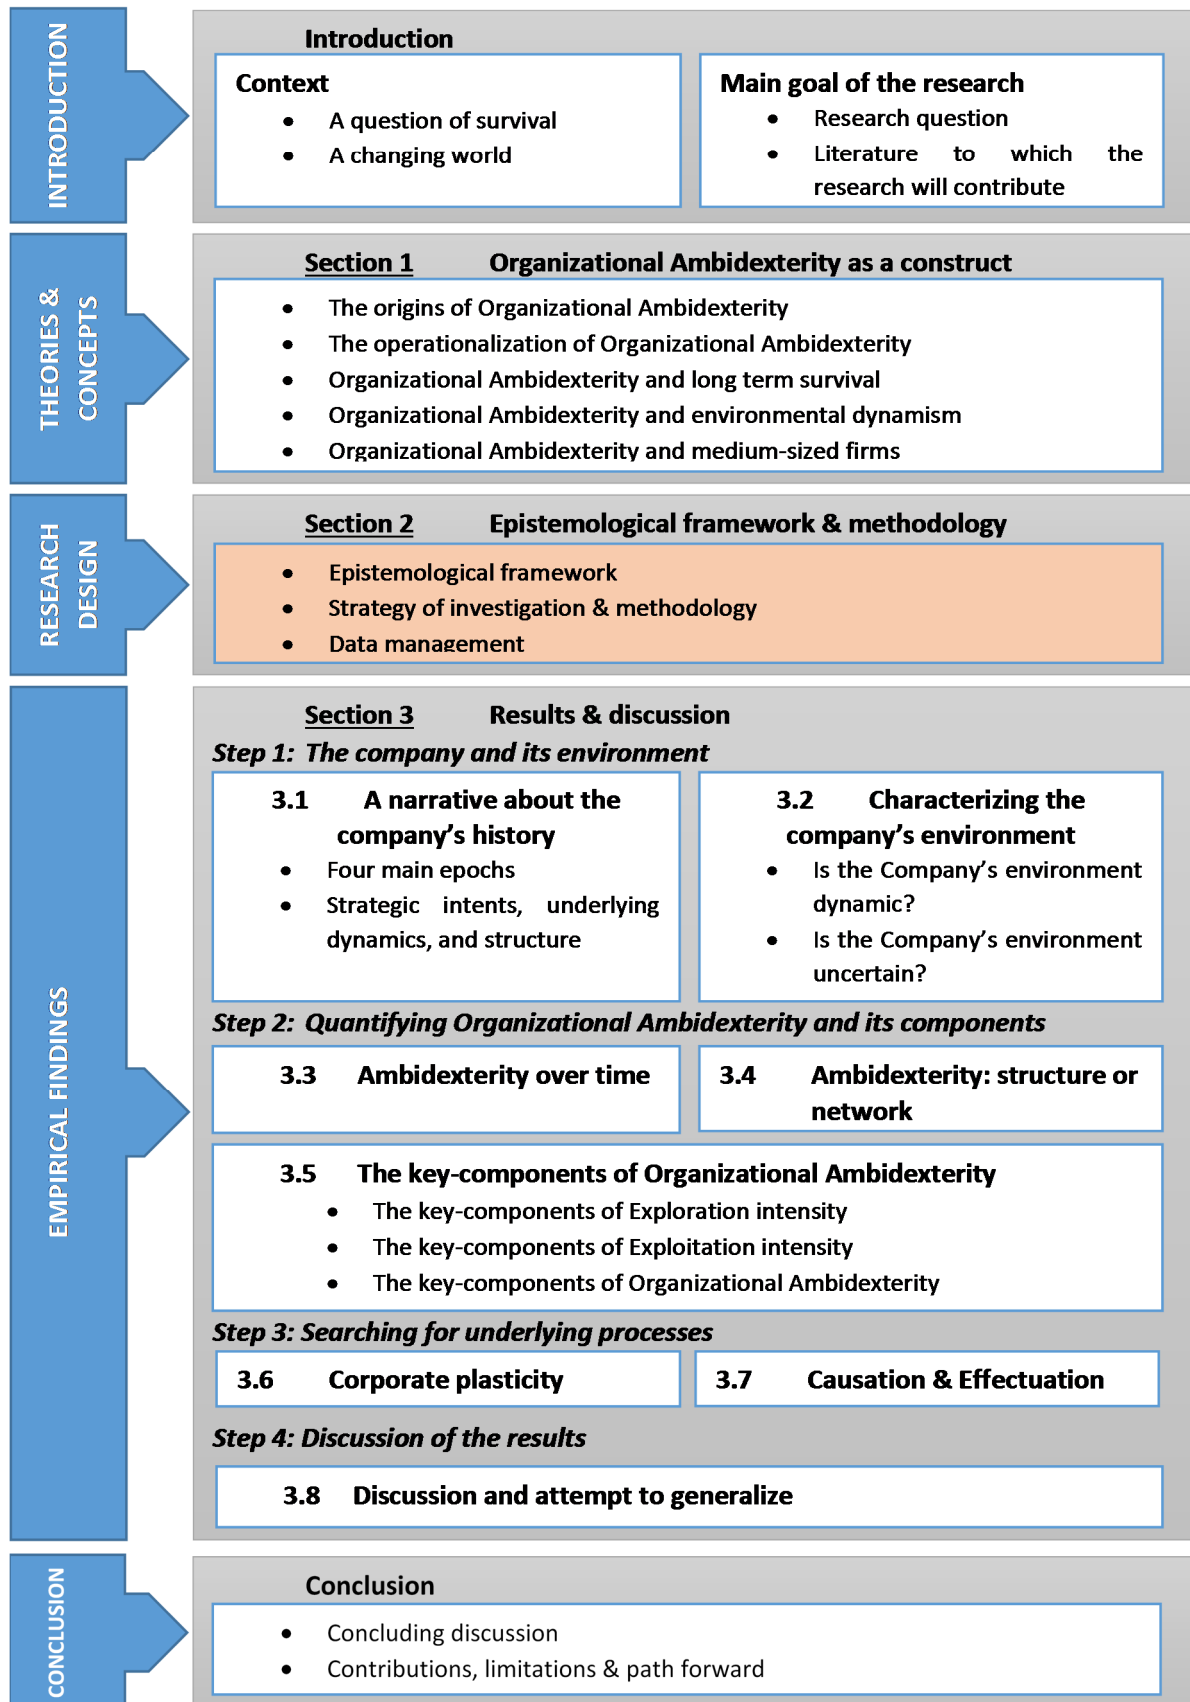 INTRODUCTION
Introduction
Context
• A question of survival
• A changing world
Main goal of the research
• Research question
• Literature to which the
research will contribute
THEORIES &
CONCEPTS
Section 1 Organizational Ambidexterity as a construct
• The origins of Organizational Ambidexterity
• The operationalization of Organizational Ambidexterity
• Organizational Ambidexterity and long term survival
• Organizational Ambidexterity and environmental dynamism
• Organizational Ambidexterity and medium-sized firms
RESEARCH
DESIGN
Section 2 Epistemological framework & methodology
• Epistemological framework
• Strategy of investigation & methodology
• Data management
EMPIRICAL FINDINGS
Section 3 Results & discussion
Step 1: The company and its environment
3.1 A narrative about the
company's history
• Four main epochs
• Strategic intents, underlying
dynamics, and structure
3.2 Characterizing the
company's environment
• Is the Company's environment
dynamic?
• Is the Company's environment
uncertain?
Step 2: Quantifying Organizational Ambidexterity and its components
3.3 Ambidexterity over time
3.4 Ambidexterity: structure or
network
3.5 The key-components of Organizational Ambidexterity
• The key-components of Exploration intensity
• The key-components of Exploitation intensity
• The key-components of Organizational Ambidexterity
Step 3: Searching for underlying processes
3.6 Corporate plasticity
3.7 Causation & Effectuation
Step 4: Discussion of the results
3.8 Discussion and attempt to generalize
CONCLUSION
Conclusion
• Concluding discussion
• Contributions, limitations & path forward